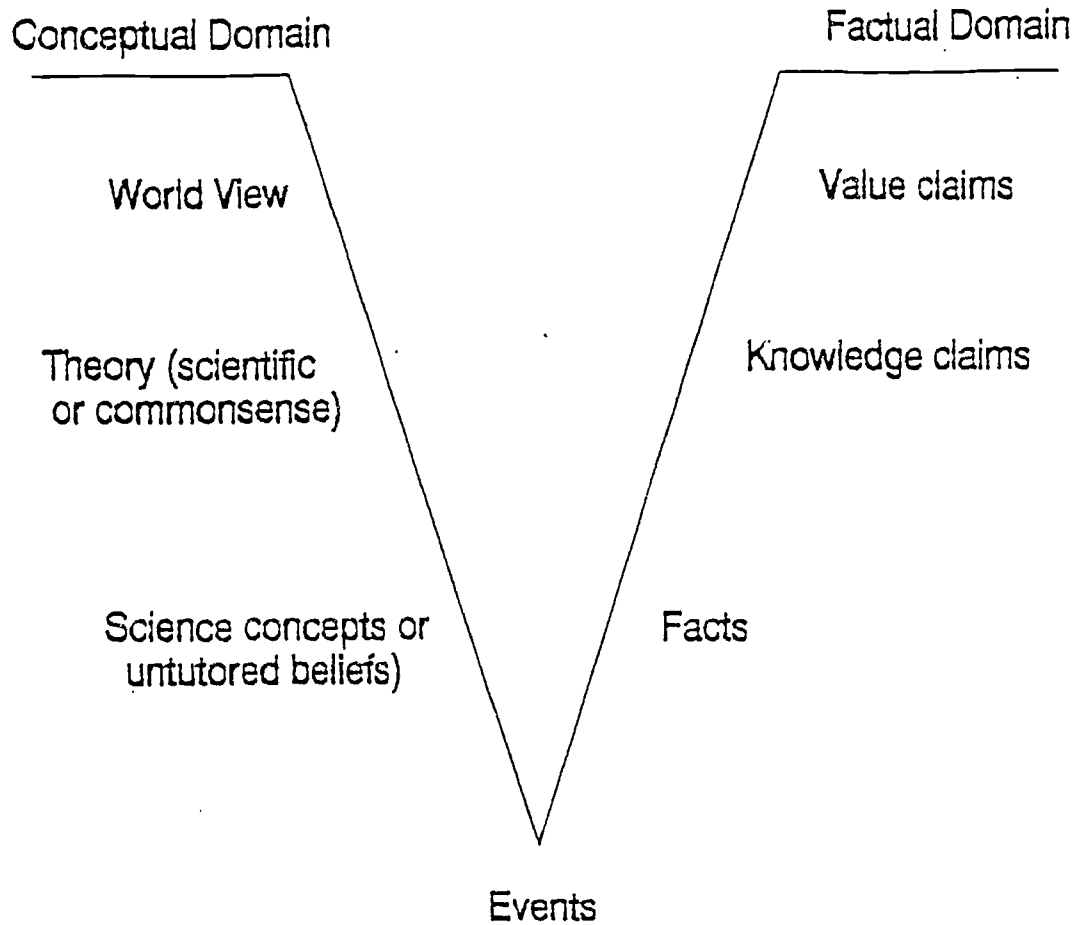 Conceptual Domain
Factual Domain
World View
Value claims
Theory (scientific
or commonsense)
Knowledge claims
Science concepts or
untutored beliefs)
Facts
Events